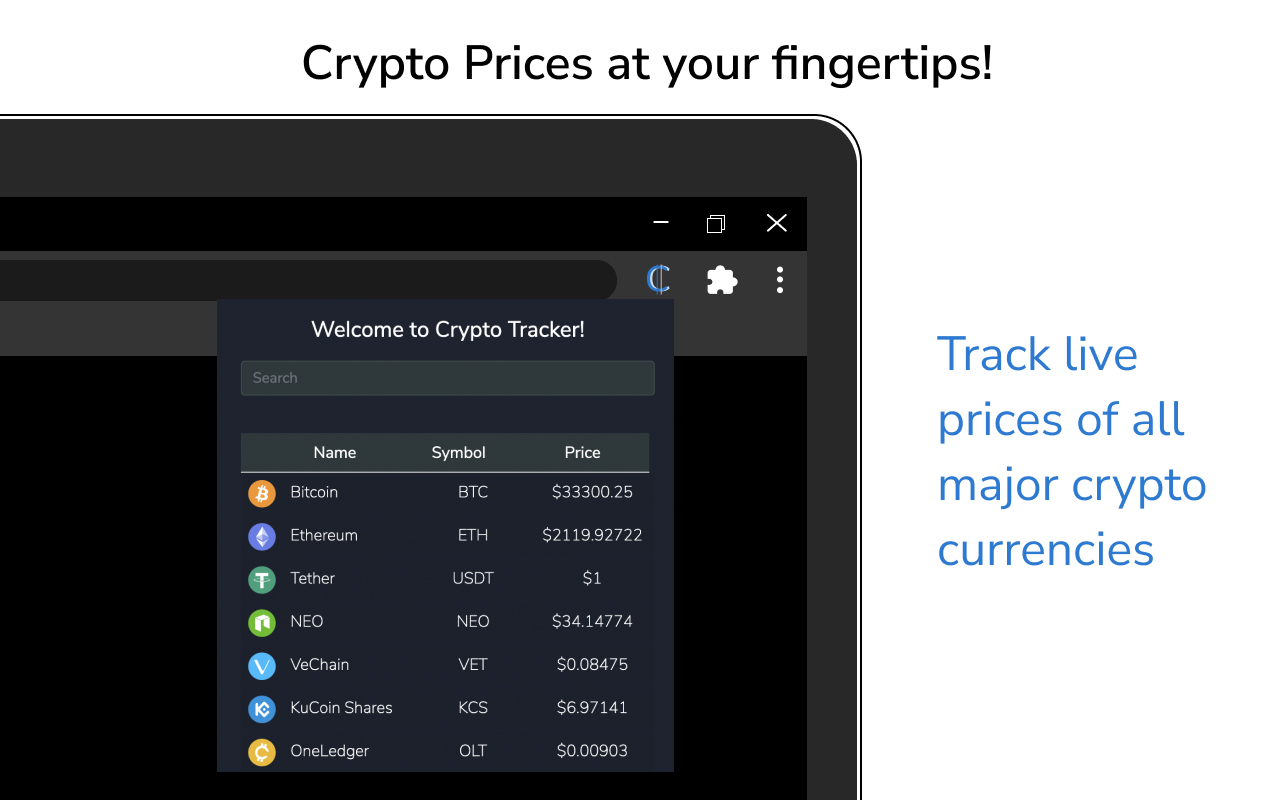 Crypto Prices at your fingertips!
Welcome to Crypto Tracker!
Search
Name Symbol Price
Bitcoin BTC $33300.25
Ethereum ETH $2119.92722
Tether USDT $1
NEO NEO $34.14774
VeChain VET $0.08475
KuCoin Shares KCS $6.97141
OneLedger OLT $0.00903
Track live
prices of all
major crypto
currencies